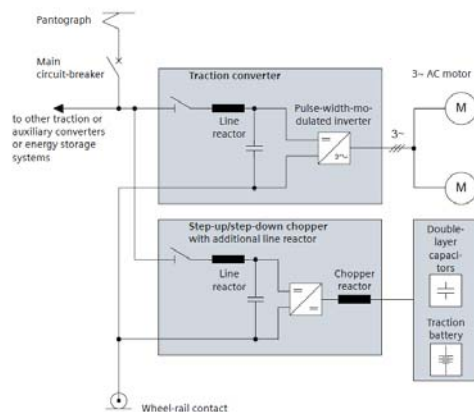 Pantograph
Main
circuit-breaker
to other traction or
auxiliary converters
or energy storage
systems
Traction converter
Line
reactor
Pulse-width-mo-
dulated inverter
3~
3~
3~ AC motor
M
M
Step-up/step-down chopper
with additional line reactor
Line
reactor
Chopper
reactor
Double-
layer
capaci-
tors
Traction
battery
Wheel-rail contact